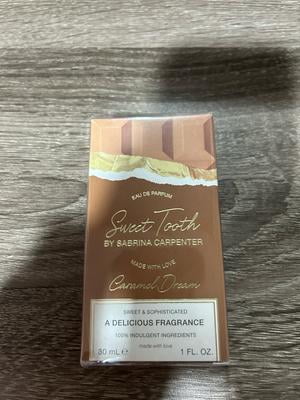 EAU DE PARFUM
Sweet Tooth
BY SABRINA CARPENTER
MADE WITH LOVE
Caramel Dream
SWEET & SOPHISTICATED
A DELICIOUS FRAGRANCE
100% INDULGENT INGREDIENTS
made with love
30 mL ℮ 1 FL. OZ.